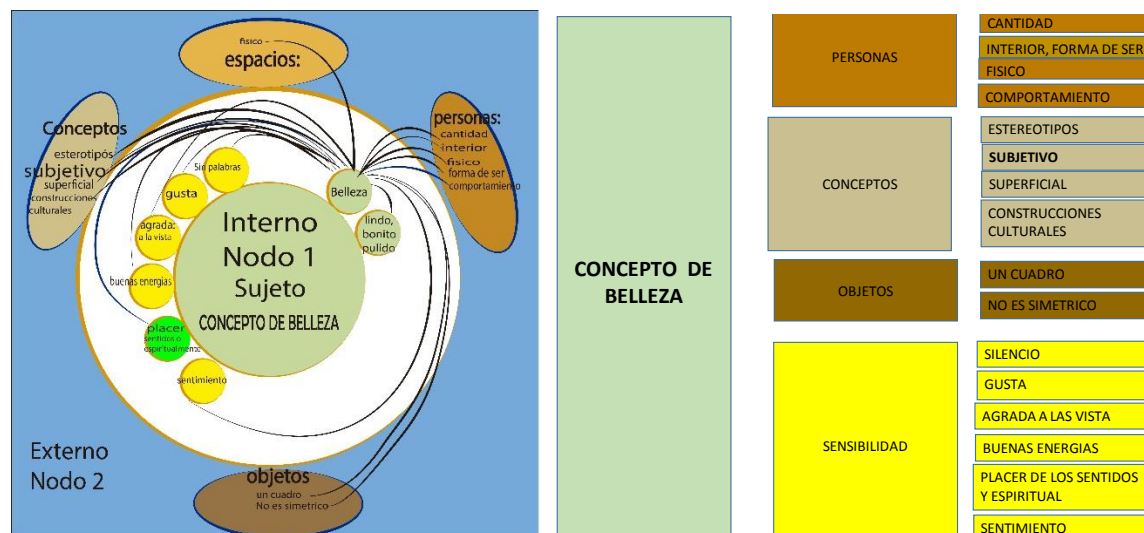 fisico
espacios:
Conceptos
esterotipós
subjetivo
superficial
construcciones
culturales
personas:
cantidad
interior
fisico
forma de ser
comportamiento
Sin palabras
gusta
agrada:
a la vista
buenas energias
placer
sentidos o
espiritualmente
sentimiento
Belleza
lindo,
bonito
pulido
Interno
Nodo 1
Sujeto
CONCEPTO DE BELLEZA
Externo
Nodo 2
objetos
un cuadro
No es simetrico
CONCEPTO DE
BELLEZA
PERSONAS
CANTIDAD
INTERIOR, FORMA DE SER
FISICO
COMPORTAMIENTO
CONCEPTOS
ESTEREOTIPOS
SUBJETIVO
SUPERFICIAL
CONSTRUCCIONES
CULTURALES
OBJETOS
UN CUADRO
NO ES SIMETRICO
SENSIBILIDAD
SILENCIO
GUSTA
AGRADA A LAS VISTA
BUENAS ENERGIAS
PLACER DE LOS SENTIDOS
Y ESPIRITUAL
SENTIMIENTO